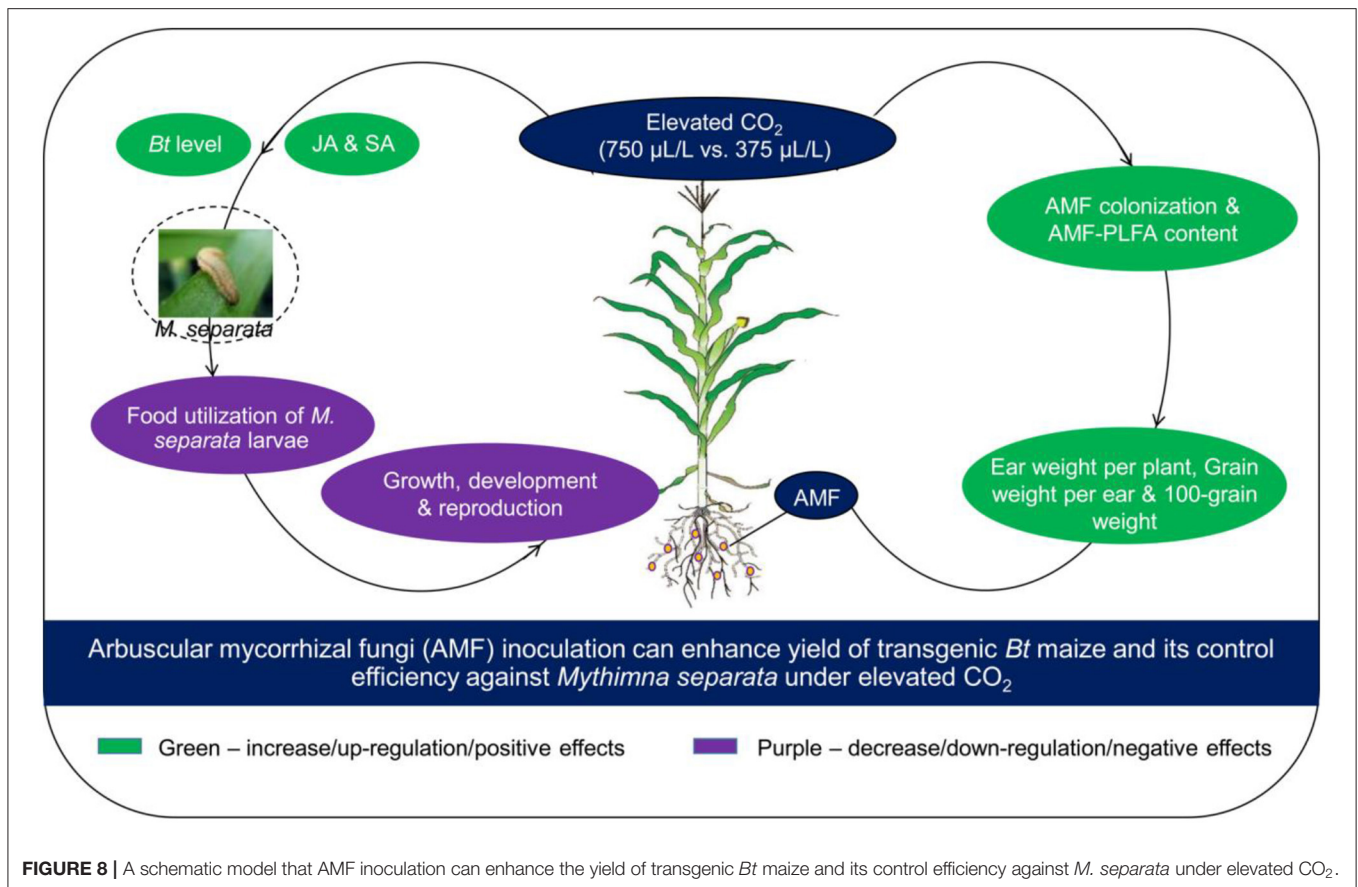 Elevated CO₂
(750 µL/L vs. 375 µL/L)
Bt level
JA & SA
M. separata
Food utilization of M.
separata larvae
Growth, development
& reproduction
AMF colonization &
AMF-PLFA content
Ear weight per plant, Grain
weight per ear & 100-grain
weight
AMF
Arbuscular mycorrhizal fungi (AMF) inoculation can enhance yield of transgenic Bt maize and its control
efficiency against Mythimna separata under elevated CO₂
Green – increase/up-regulation/positive effects
Purple – decrease/down-regulation/negative effects
FIGURE 8 | A schematic model that AMF inoculation can enhance the yield of transgenic Bt maize and its control efficiency against M. separata under elevated CO₂.